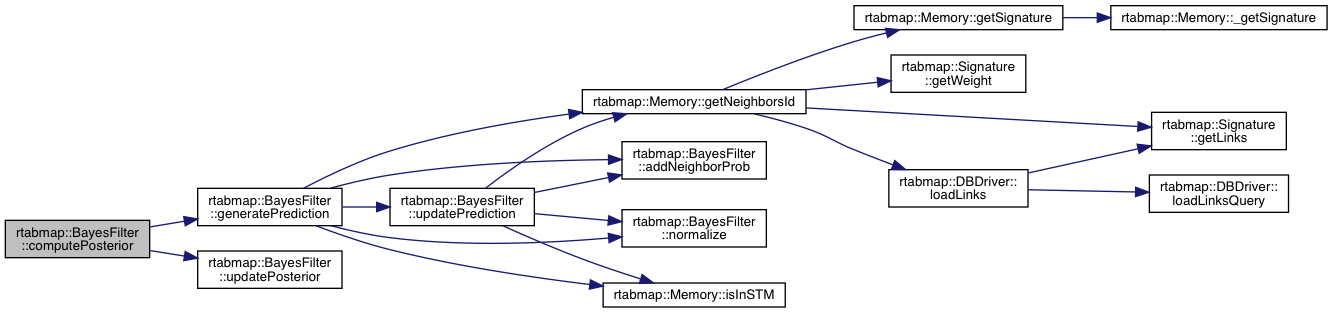 rtabmap::BayesFilter
::computePosterior
rtabmap::BayesFilter
::generatePrediction
rtabmap::BayesFilter
::updatePosterior
rtabmap::BayesFilter
::updatePrediction
rtabmap::Memory::getNeighborsId
rtabmap::BayesFilter
::addNeighborProb
rtabmap::BayesFilter
::normalize
rtabmap::Memory::isInSTM
rtabmap::Memory::getSignature
rtabmap::Signature
::getWeight
rtabmap::DBDriver::
loadLinks
rtabmap::Memory::_getSignature
rtabmap::Signature
::getLinks
rtabmap::DBDriver::
loadLinksQuery